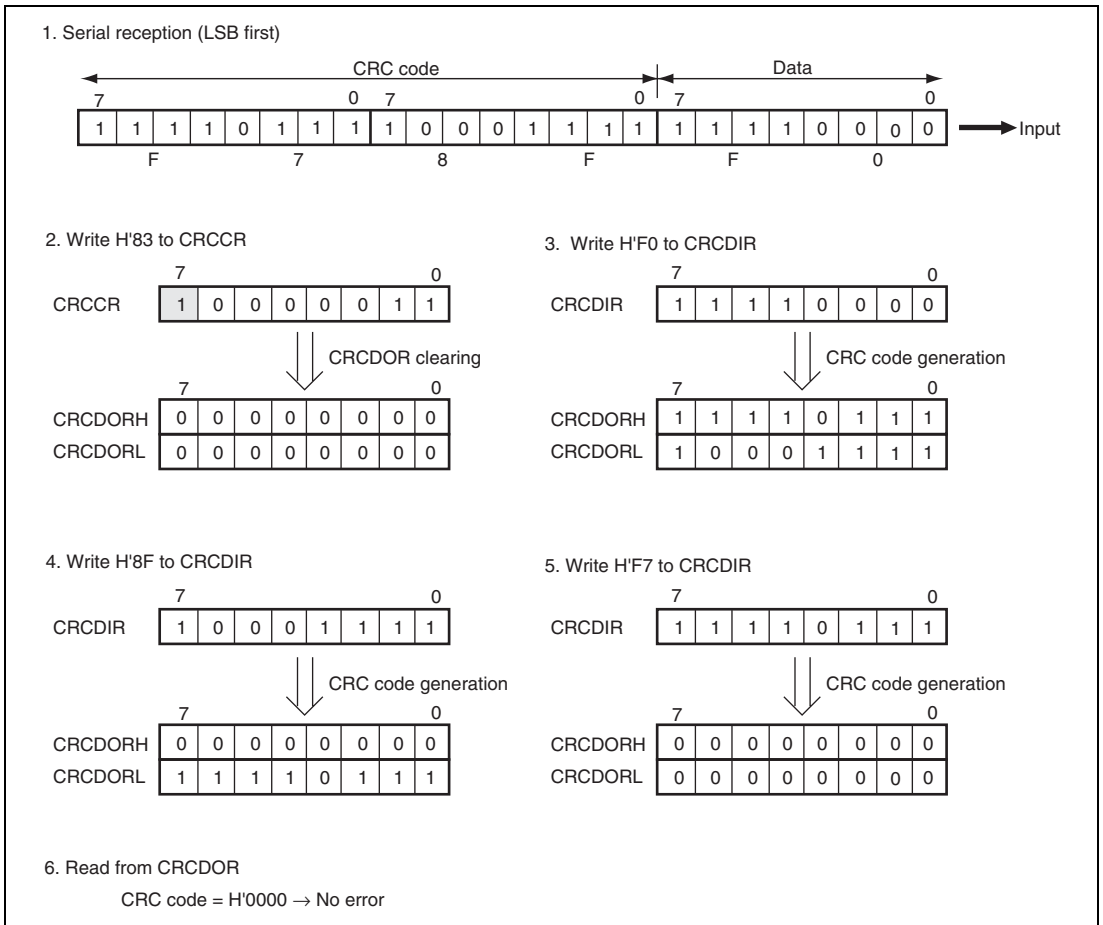 1. Serial reception (LSB first)
CRC code Data
7 0 7 0 7 0
1 1 1 1 0 1 1 1 1 0 0 0 1 1 1 1 1 1 1 1 0 0 0 0 Input
F 7 8 F F 0
2. Write H'83 to CRCCR
7 0
CRCCR 1 0 0 0 0 0 1 1
CRCDOR clearing
7 0
CRCDORH 0 0 0 0 0 0 0 0
CRCDORL 0 0 0 0 0 0 0 0
3. Write H'F0 to CRCDIR
7 0
CRCDIR 1 1 1 1 0 0 0 0
CRC code generation
7 0
CRCDORH 1 1 1 1 0 1 1 1
CRCDORL 1 0 0 0 1 1 1 1
4. Write H'8F to CRCDIR
7 0
CRCDIR 1 0 0 0 1 1 1 1
CRC code generation
7 0
CRCDORH 0 0 0 0 0 0 0 0
CRCDORL 1 1 1 1 0 1 1 1
5. Write H'F7 to CRCDIR
7 0
CRCDIR 1 1 1 1 0 1 1 1
CRC code generation
7 0
CRCDORH 0 0 0 0 0 0 0 0
CRCDORL 0 0 0 0 0 0 0 0
6. Read from CRCDOR
CRC code = H'0000 → No error